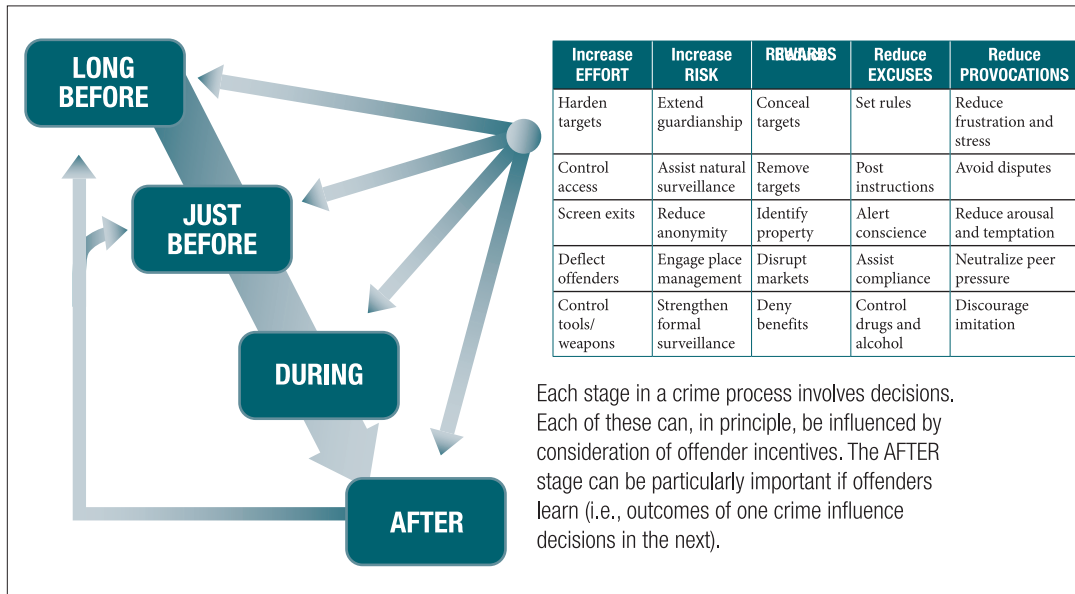 LONG
BEFORE
JUST
BEFORE
DURING
AFTER
Increase
EFFORT
Increase
RISK
REWARDS
Reduce
EXCUSES
Reduce
PROVOCATIONS
Harden
targets
Extend
guardianship
Conceal
targets
Set rules
Reduce
frustration and
stress
Control
access
Assist natural
surveillance
Remove
targets
Post
instructions
Avoid disputes
Screen exits
Reduce
anonymity
Identify
property
Alert
conscience
Reduce arousal
and temptation
Deflect
offenders
Engage place
management
Disrupt
markets
Assist
compliance
Neutralize peer
pressure
Control
tools/
weapons
Strengthen
formal
surveillance
Deny
benefits
Control
drugs and
alcohol
Discourage
imitation
Each stage in a crime process involves decisions.
Each of these can, in principle, be influenced by
consideration of offender incentives. The AFTER
stage can be particularly important if offenders
learn (i.e., outcomes of one crime influence
decisions in the next).